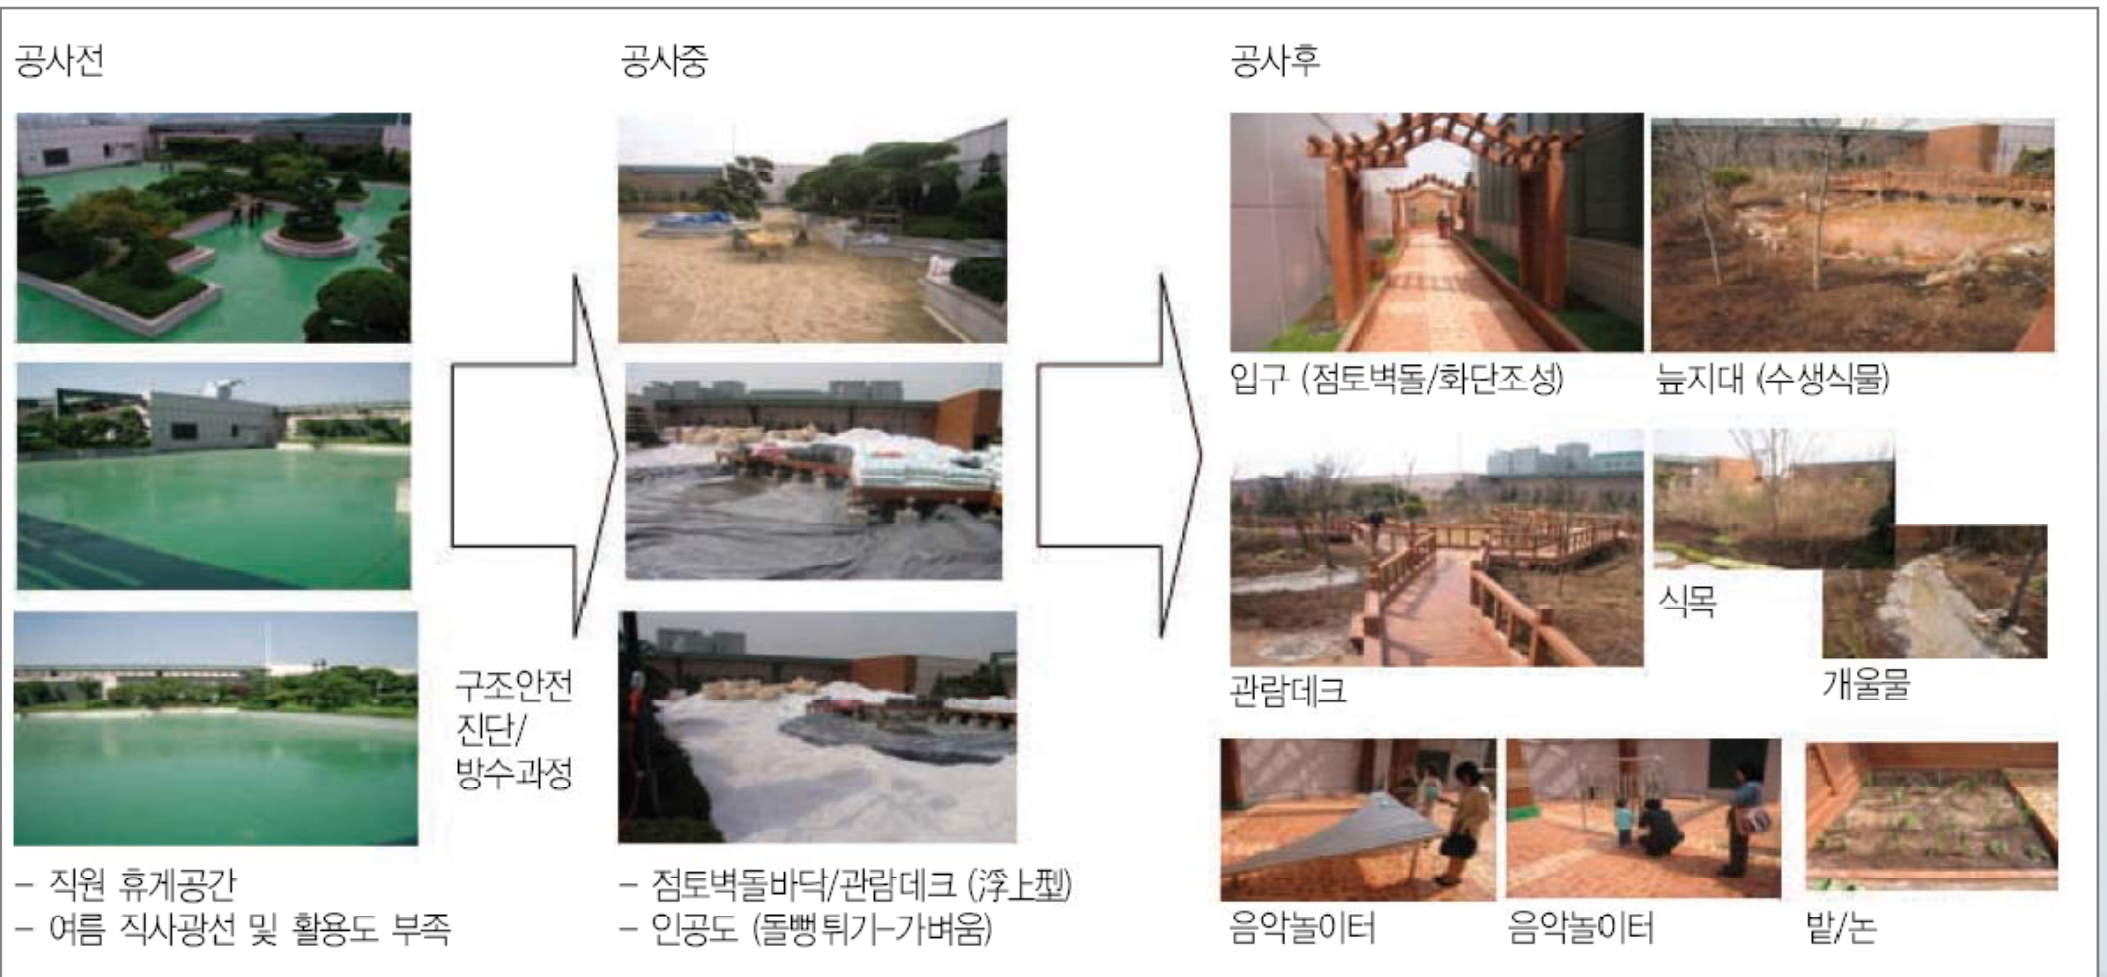 공사전
공사중
공사후
입구 (점토벽돌/화단조성)
늪지대 (수생식물)
관람데크
식목
개울물
구조안전
진단/
방수과정
음악놀이터
음악놀이터
밭/논
– 직원 휴게공간
– 여름 직사광선 및 활용도 부족
– 점토벽돌바닥/관람데크 (浮上型)
– 인공도 (돌뻥튀기–가벼움)